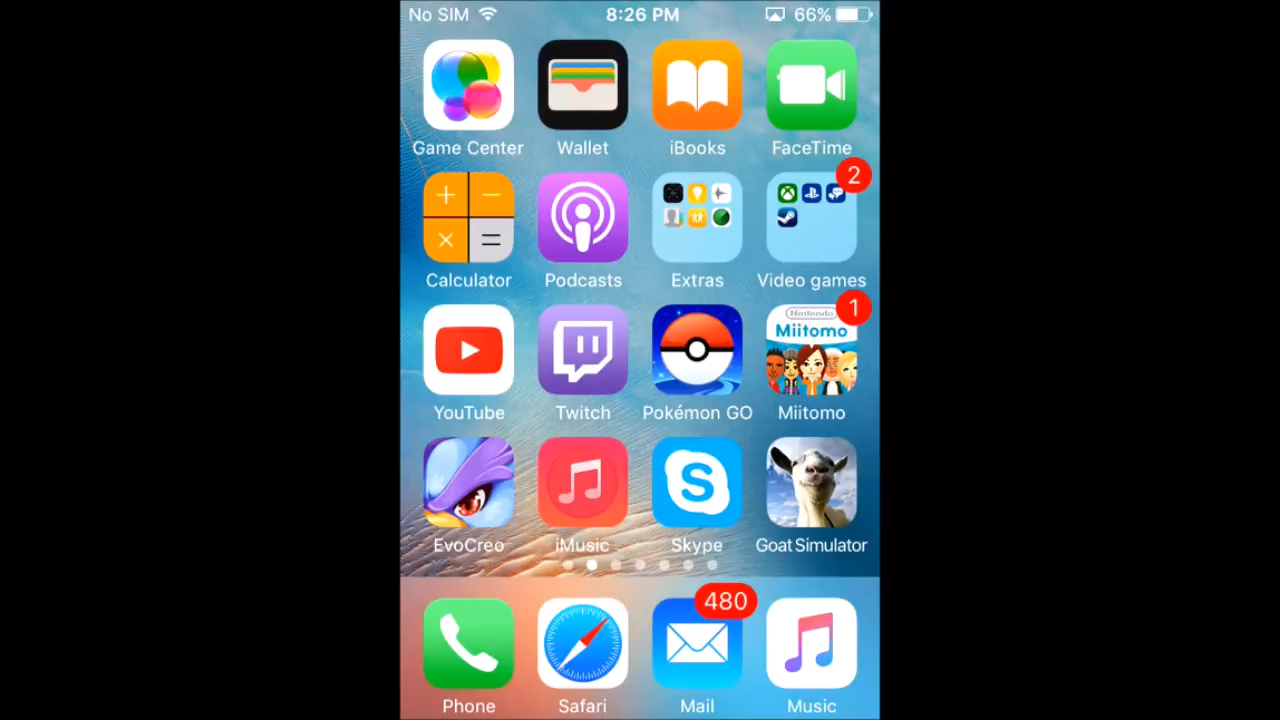 No SIM 8:26 PM 66%
Game Center Wallet iBooks FaceTime
2
Calculator Podcasts Extras Video games
1
Nintendo
Miitomo
YouTube Twitch Pokémon GO Miitomo
S
EvoCreo iMusic Skype Goat Simulator
480
Phone Safari Mail Music